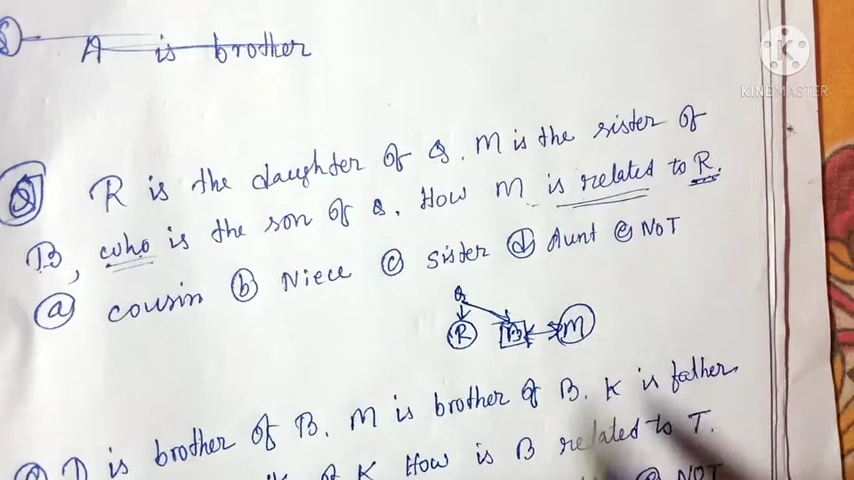 A is brother
K
KINEMASTER
Q R is the daughter of Q. M is the sister of
B, who is the son of Q. How M is related to R.
a cousin b Niece c sister d Aunt e NOT
Q
R B M
D is brother of B. M is brother of B. K is father
of K How is B related to T.
NOT